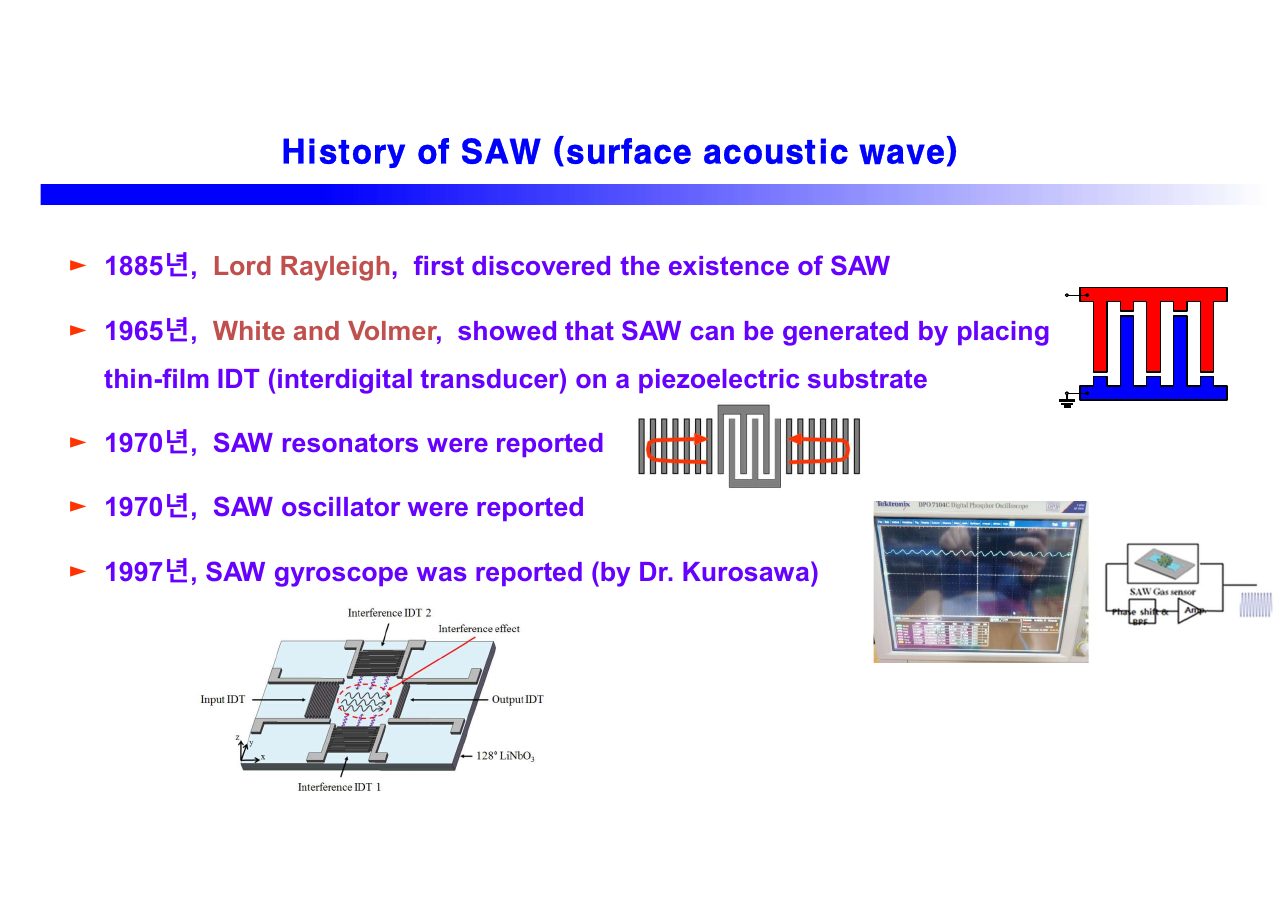 History of SAW (surface acoustic wave)
► 1885년, Lord Rayleigh, first discovered the existence of SAW
► 1965년, White and Volmer, showed that SAW can be generated by placing
thin-film IDT (interdigital transducer) on a piezoelectric substrate
► 1970년, SAW resonators were reported
► 1970년, SAW oscillator were reported
► 1997년, SAW gyroscope was reported (by Dr. Kurosawa)
Tektronix DPO 7104C Digital Phosphor Oscilloscope
SAW Gas sensor
Phase shift &
BPF
Amp.
Interference IDT 2
Interference effect
Input IDT
Output IDT
z
y
x
128° LiNbO₃
Interference IDT 1